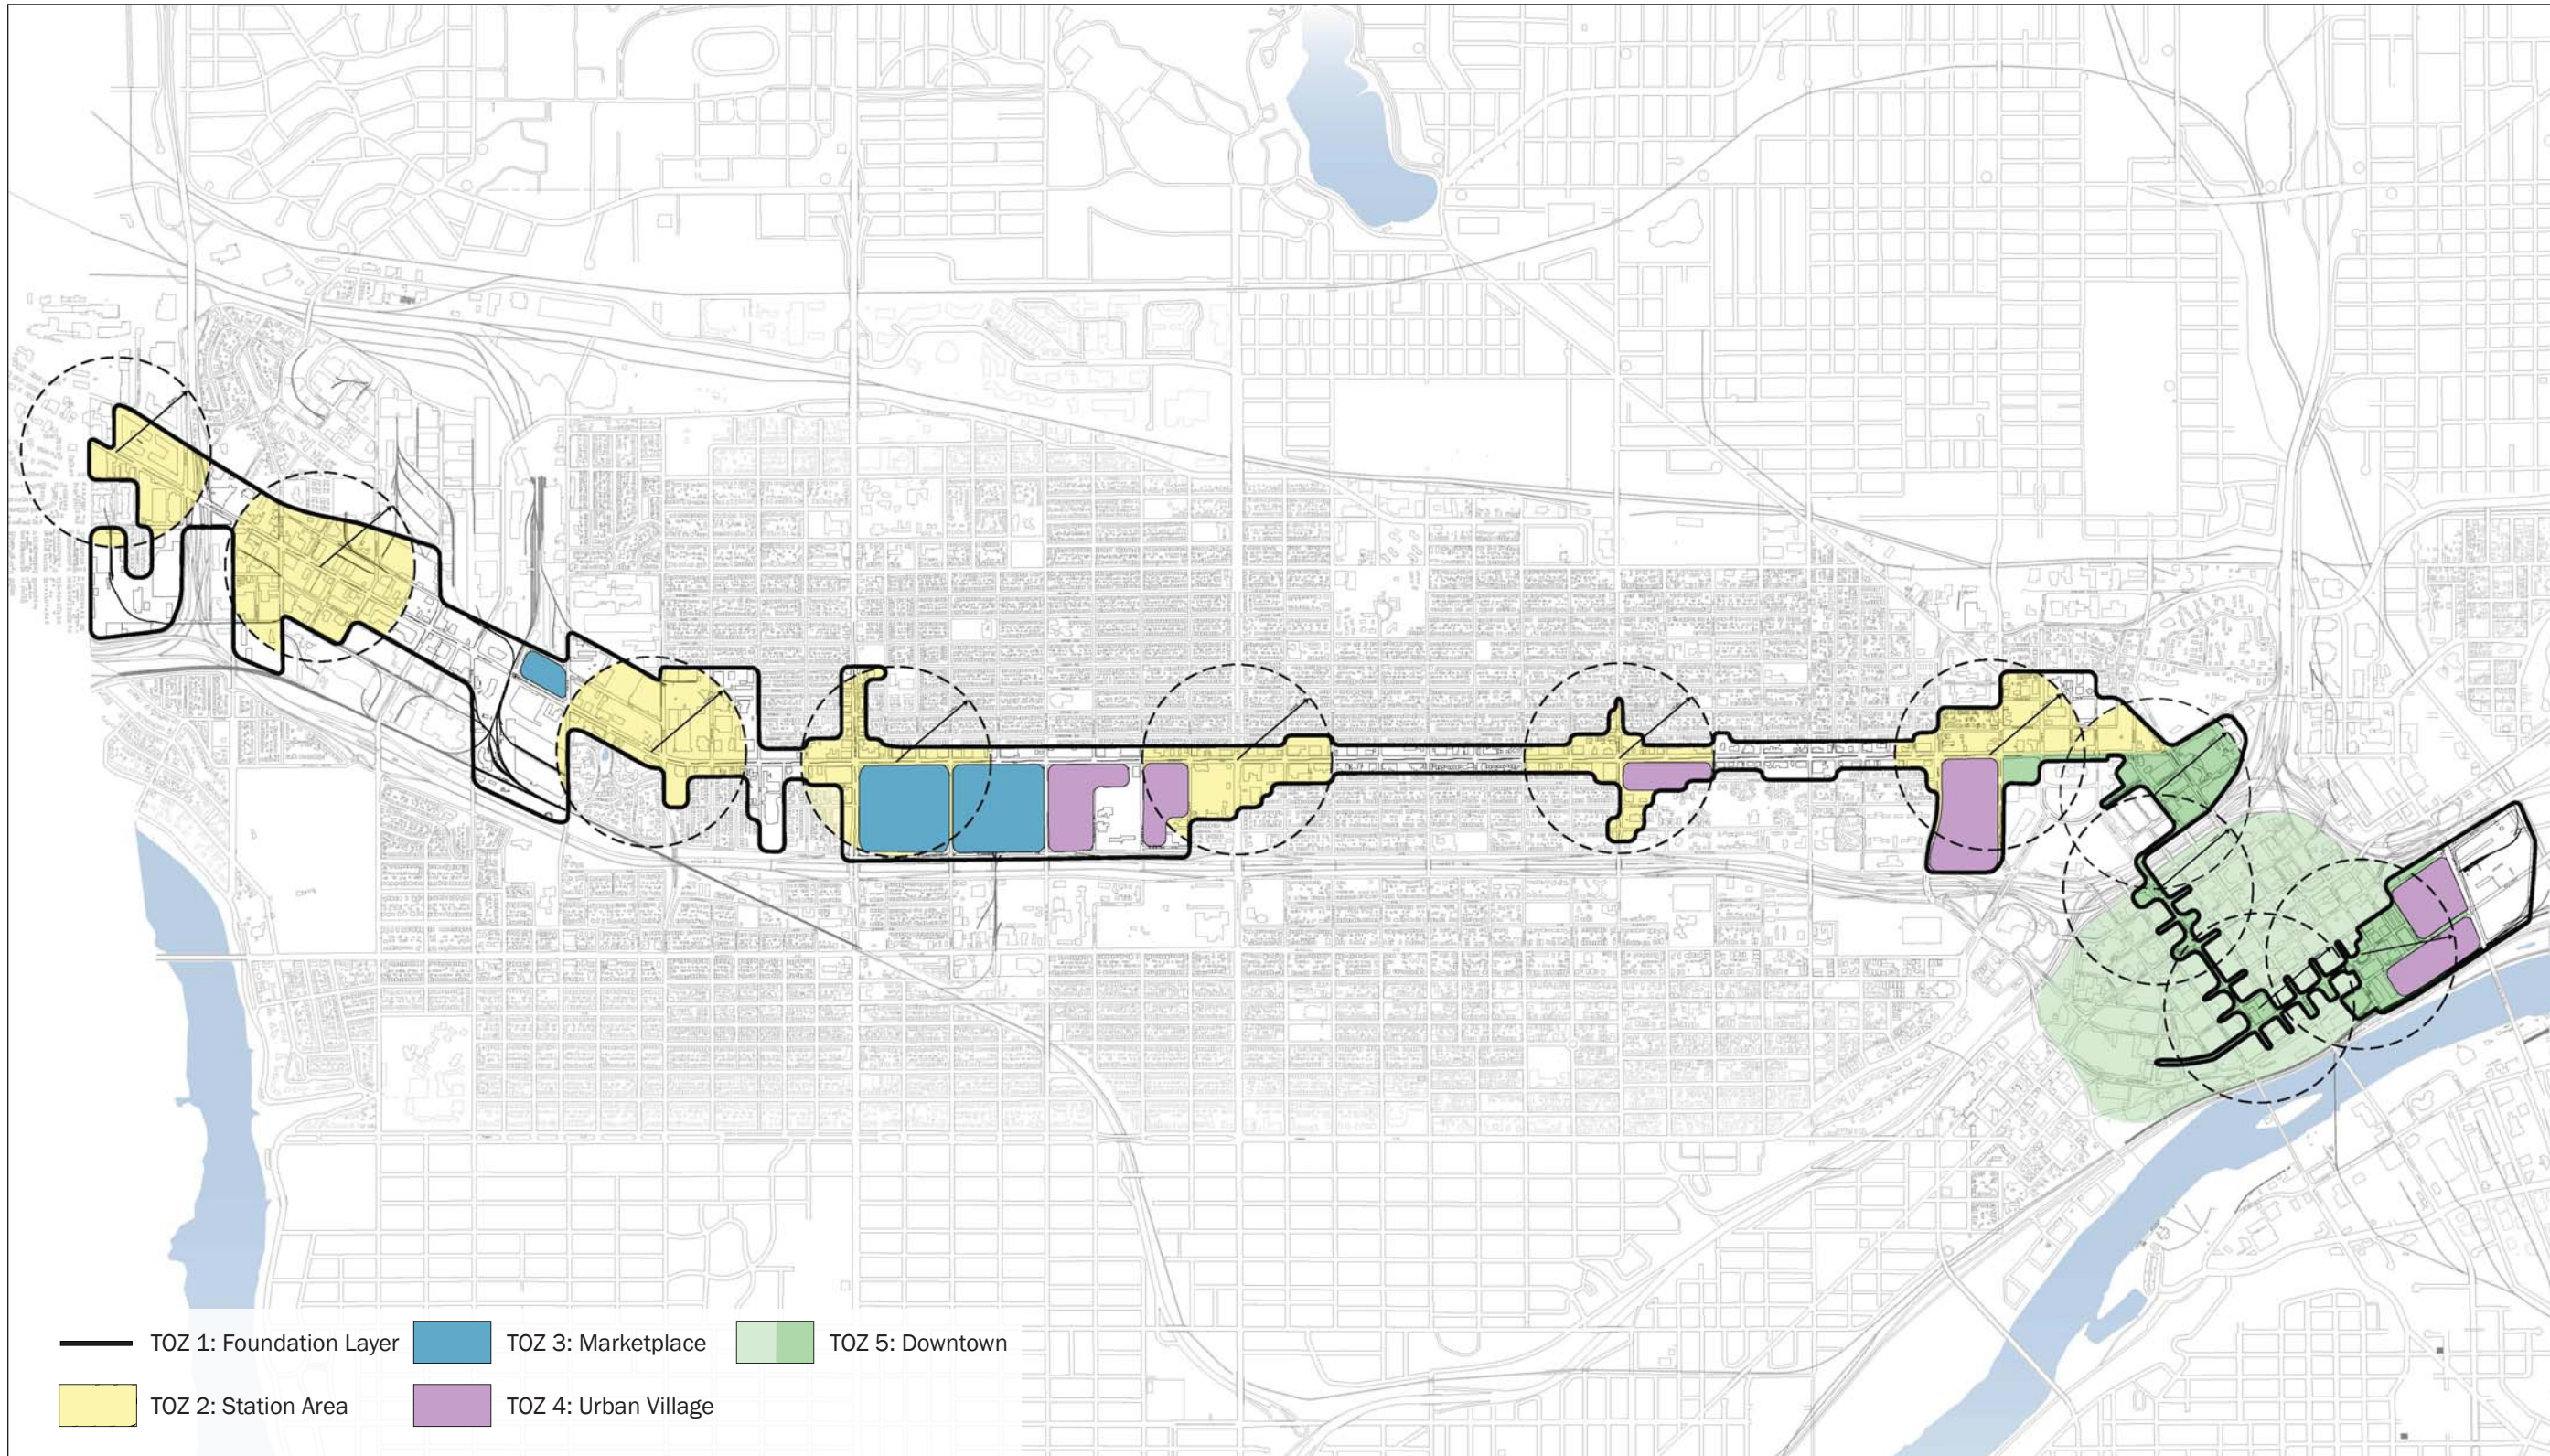 TOZ 1: Foundation Layer
TOZ 3: Marketplace
TOZ 5: Downtown
TOZ 2: Station Area
TOZ 4: Urban Village